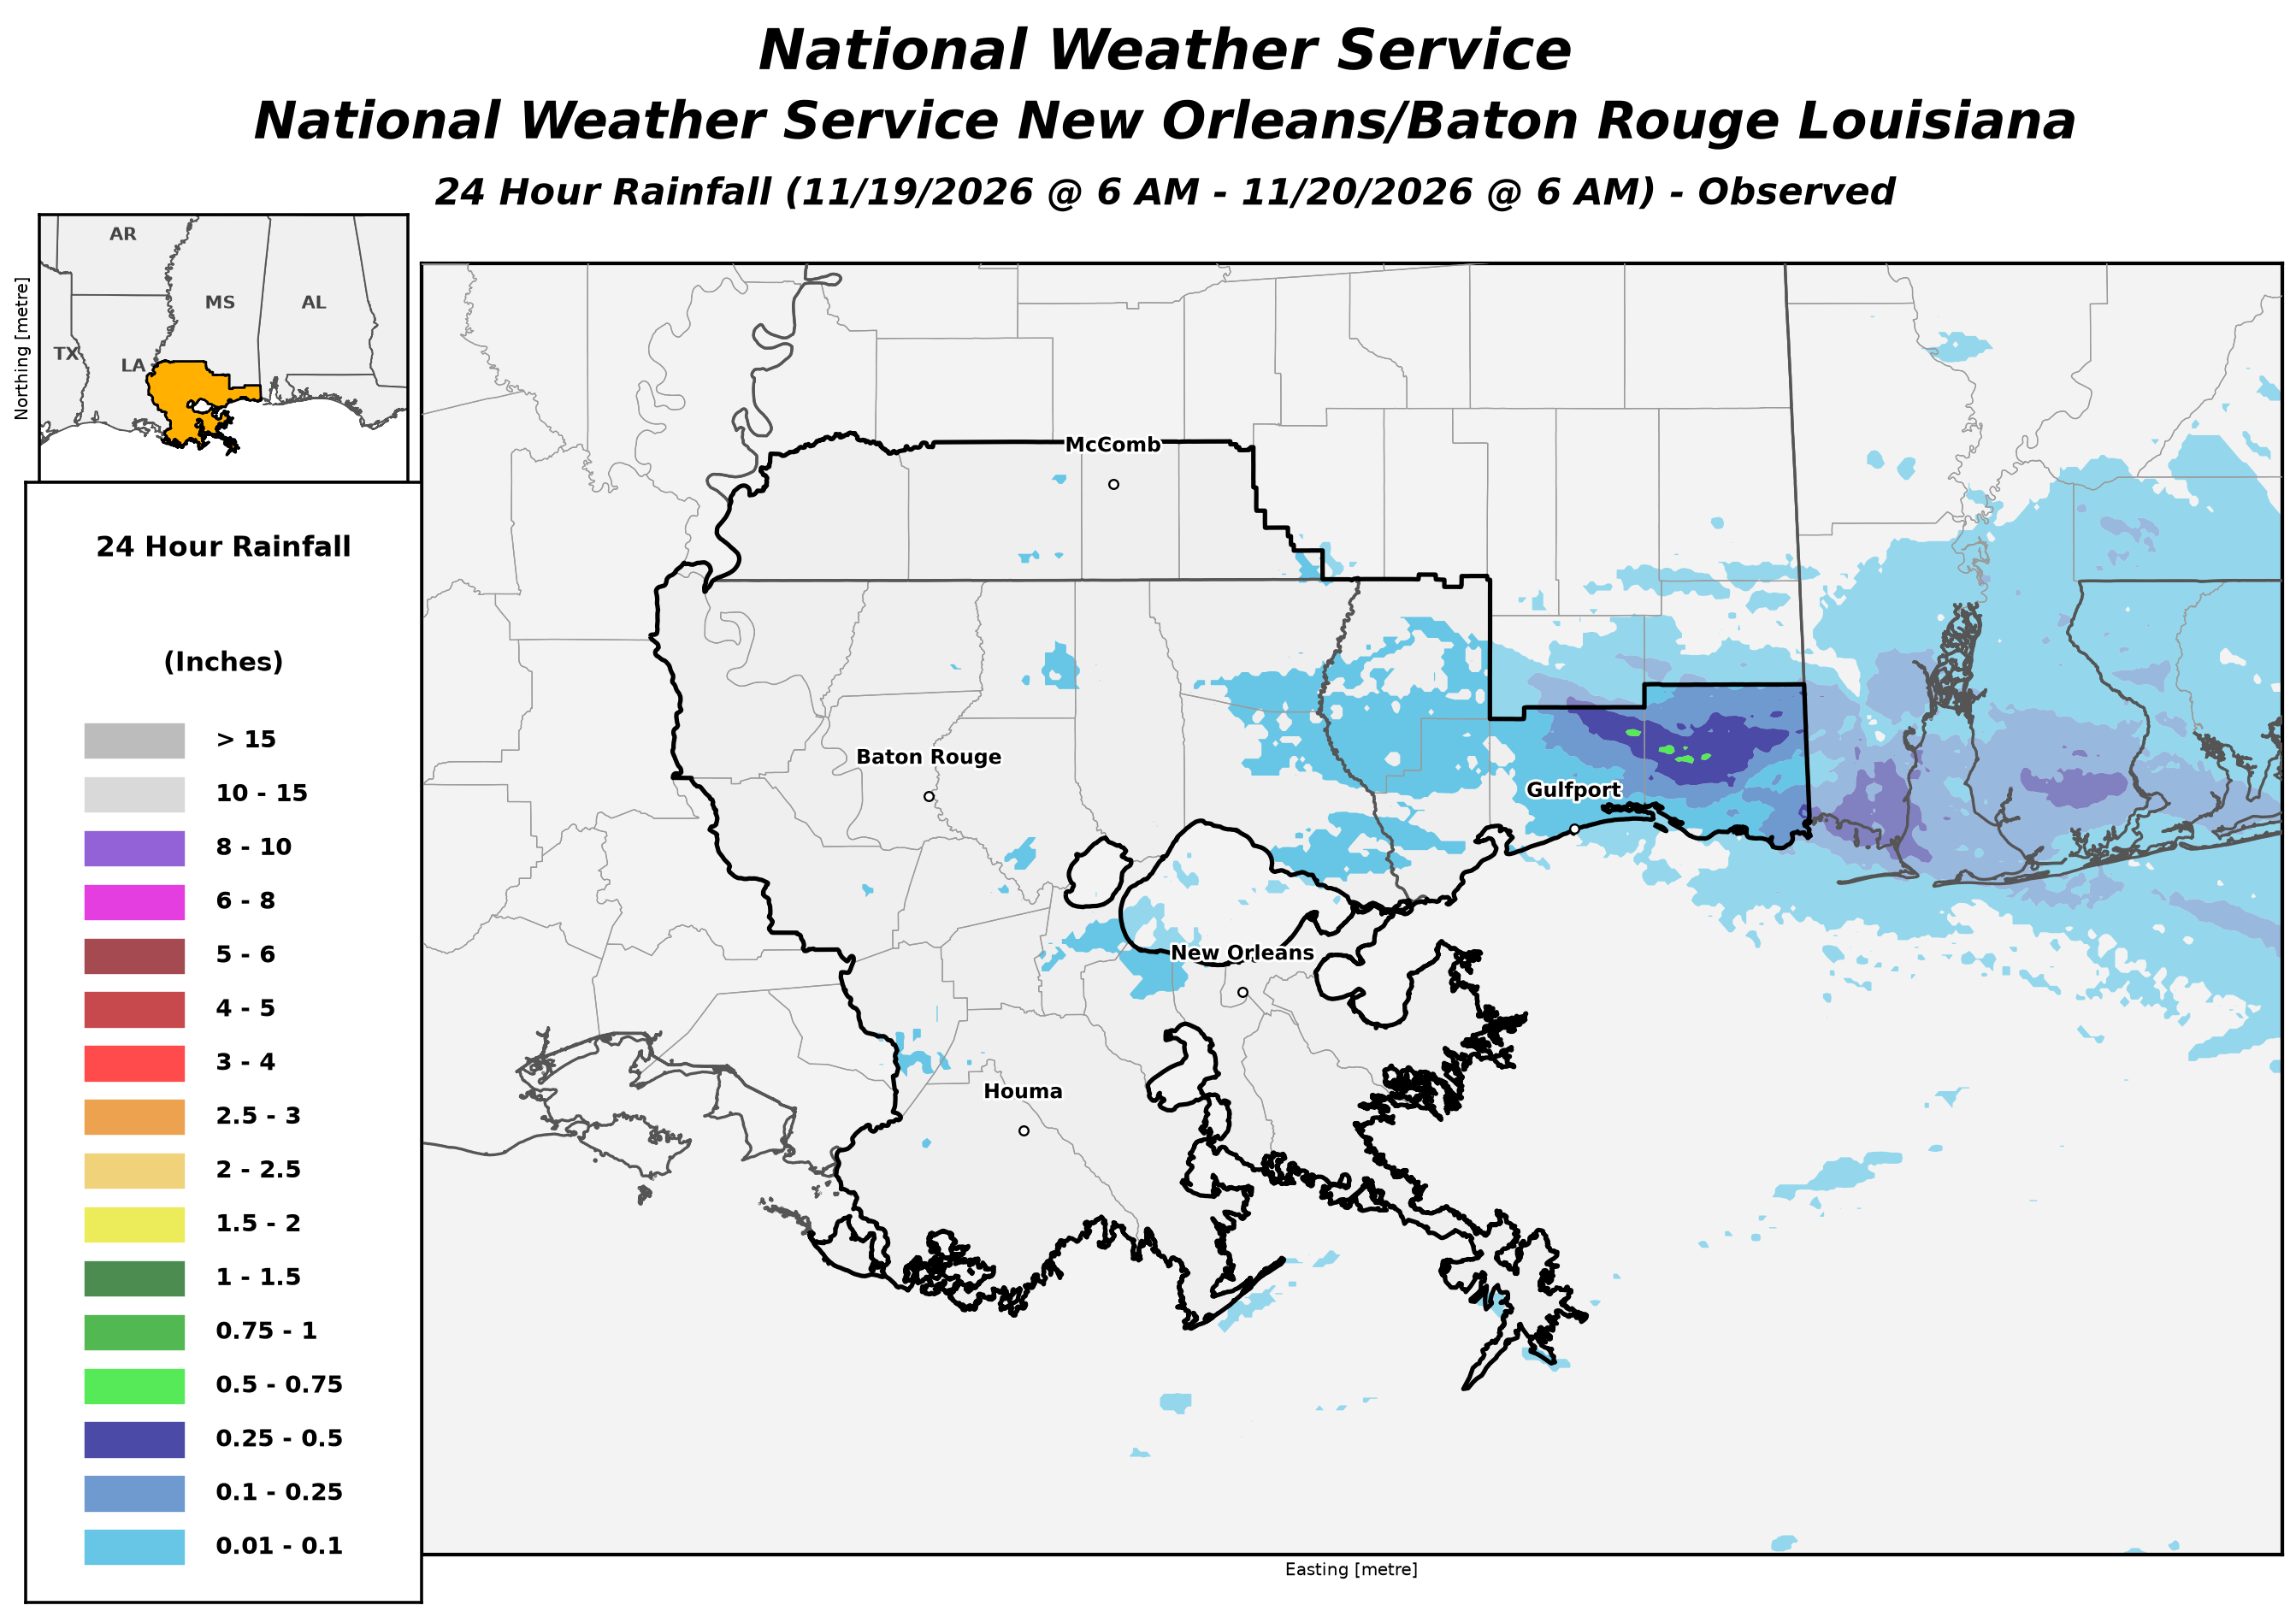 National Weather Service
National Weather Service New Orleans/Baton Rouge Louisiana
24 Hour Rainfall (11/19/2026 @ 6 AM - 11/20/2026 @ 6 AM) - Observed
Northing [metre]
AR
MS
AL
TX
LA
24 Hour Rainfall
(Inches)
> 15
10 - 15
8 - 10
6 - 8
5 - 6
4 - 5
3 - 4
2.5 - 3
2 - 2.5
1.5 - 2
1 - 1.5
0.75 - 1
0.5 - 0.75
0.25 - 0.5
0.1 - 0.25
0.01 - 0.1
McComb
Baton Rouge
Gulfport
New Orleans
Houma
Easting [metre]